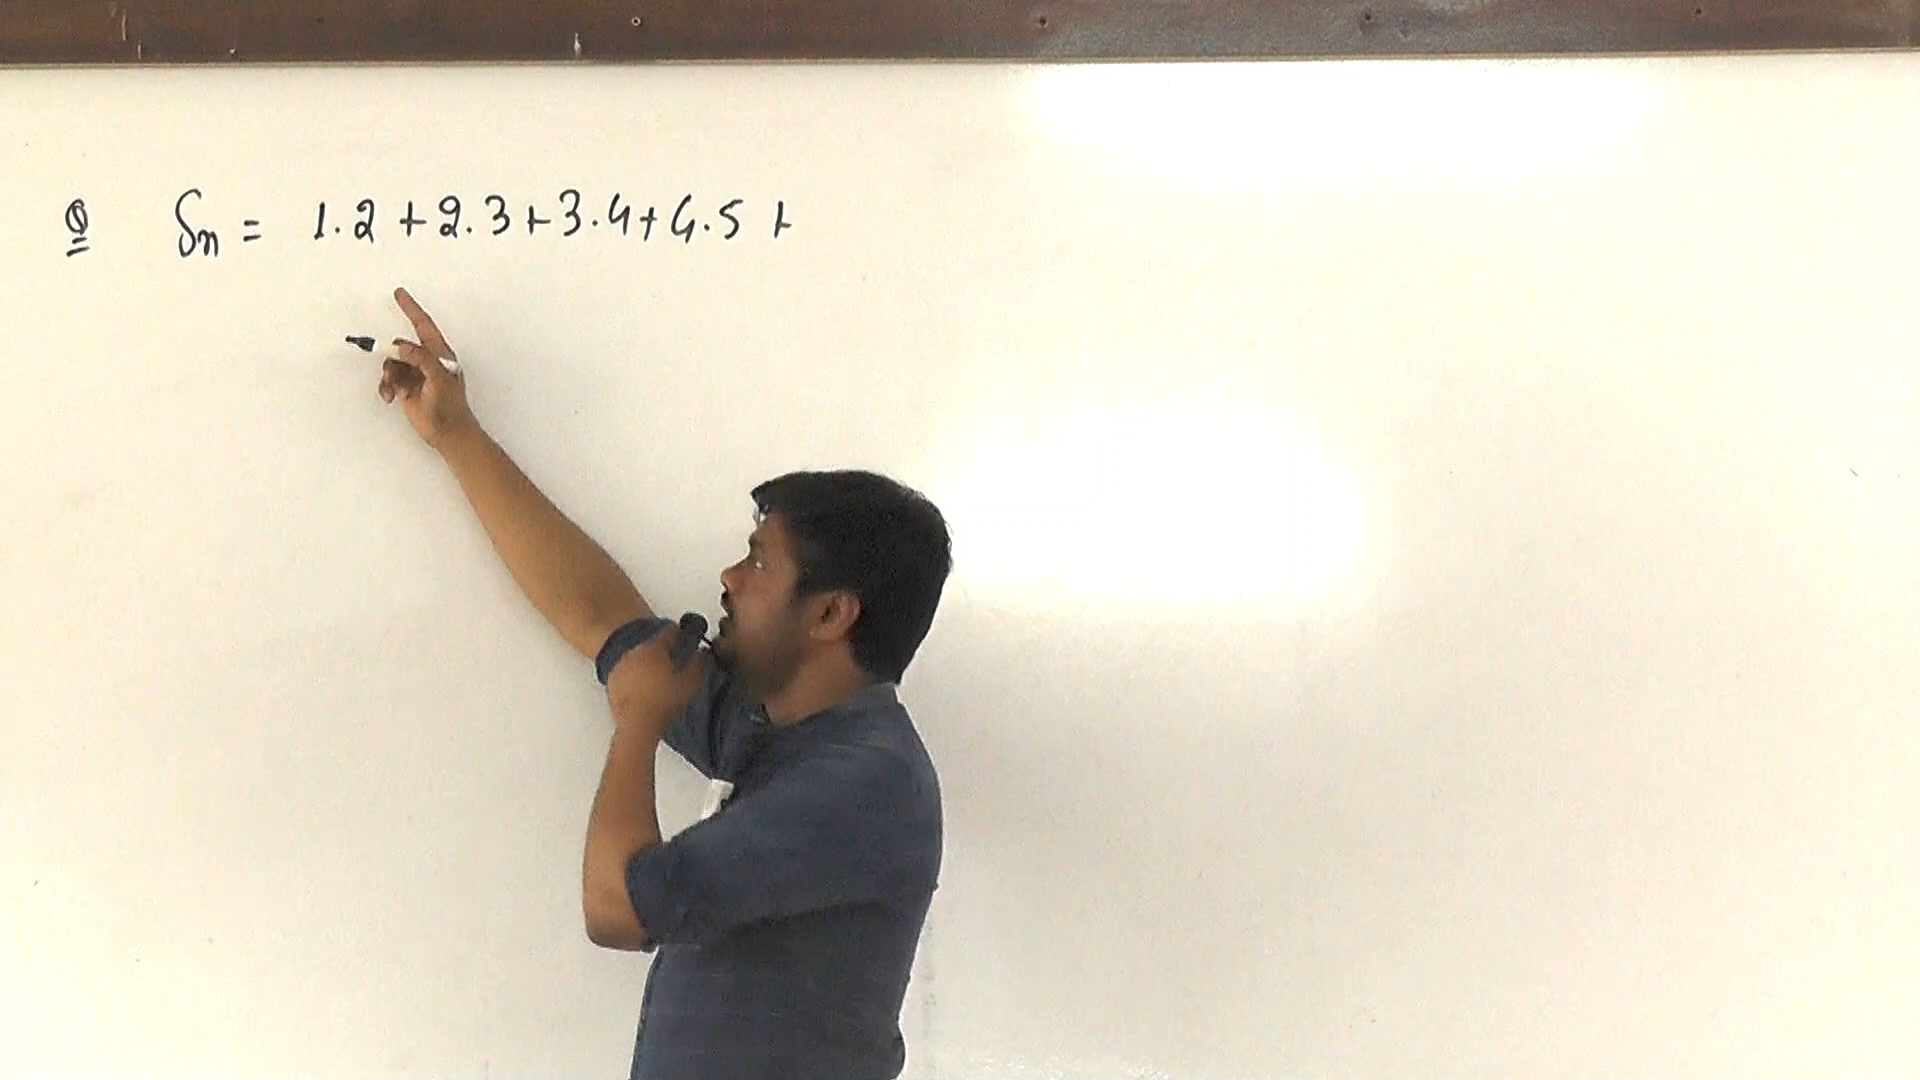 Q Sn = 1.2 + 2.3 + 3.4 + 4.5 +